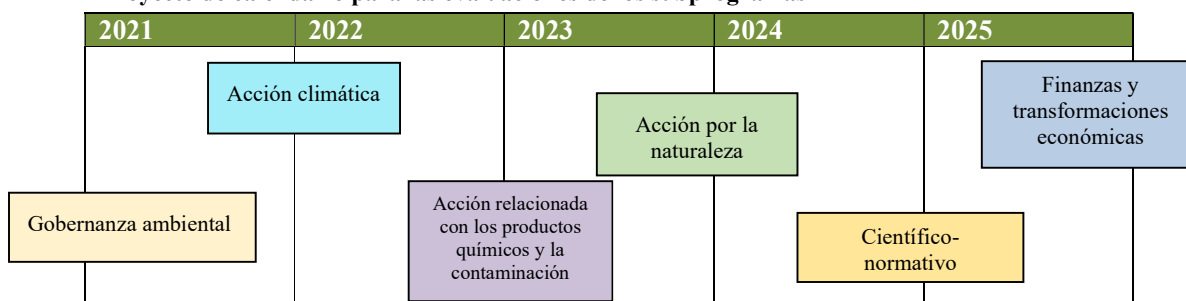 2021 2022 2023 2024 2025
Acción climática
Finanzas y
transformaciones
económicas
Acción por la
naturaleza
Gobernanza ambiental
Acción relacionada
con los productos
químicos y la
contaminación
Científico-
normativo